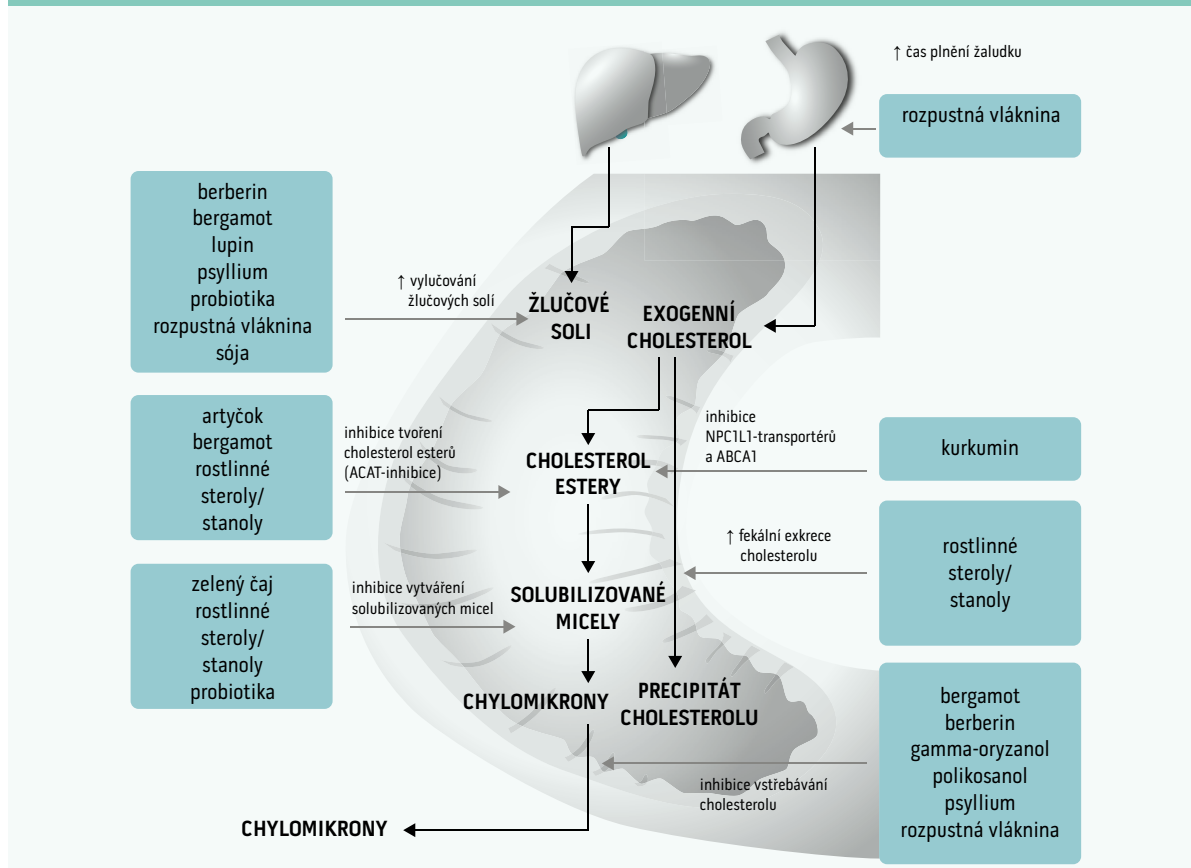 ↑ čas plnění žaludku
rozpustná vláknina
berberin
bergamot
lupin
psyllium
probiotika
rozpustná vláknina
sója
↑ vylučování
žlučových solí
ŽLUČOVÉ
SOLI
EXOGENNÍ
CHOLESTEROL
artyčok
bergamot
rostlinné
steroly/
stanoly
inhibice tvoření
cholesterol esterů
(ACAT-inhibice)
CHOLESTEROL
ESTERY
inhibice
NPC1L1-transportérů
a ABCA1
kurkumin
↑ fekální exkrece
cholesterolu
rostlinné
steroly/
stanoly
zelený čaj
rostlinné
steroly/
stanoly
probiotika
inhibice vytváření
solubilizovaných micel
SOLUBILIZOVANÉ
MICELY
CHYLOMIKRONY
PRECIPITÁT
CHOLESTEROLU
bergamot
berberin
gamma-oryzanol
polikosanol
psyllium
rozpustná vláknina
inhibice vstřebávání
cholesterolu
CHYLOMIKRONY